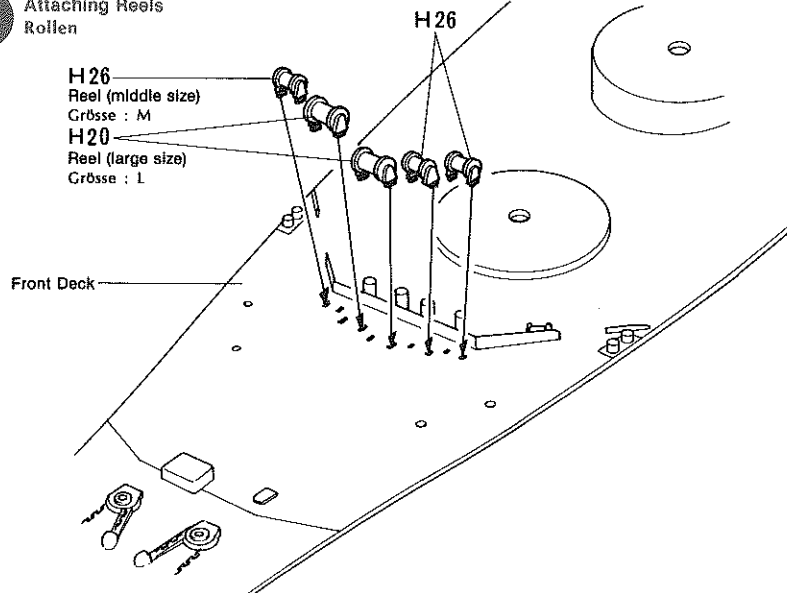 Attaching Reels
Rollen
H26
H26
Reel (middle size)
Grösse : M
H20
Reel (large size)
Grösse : L
Front Deck